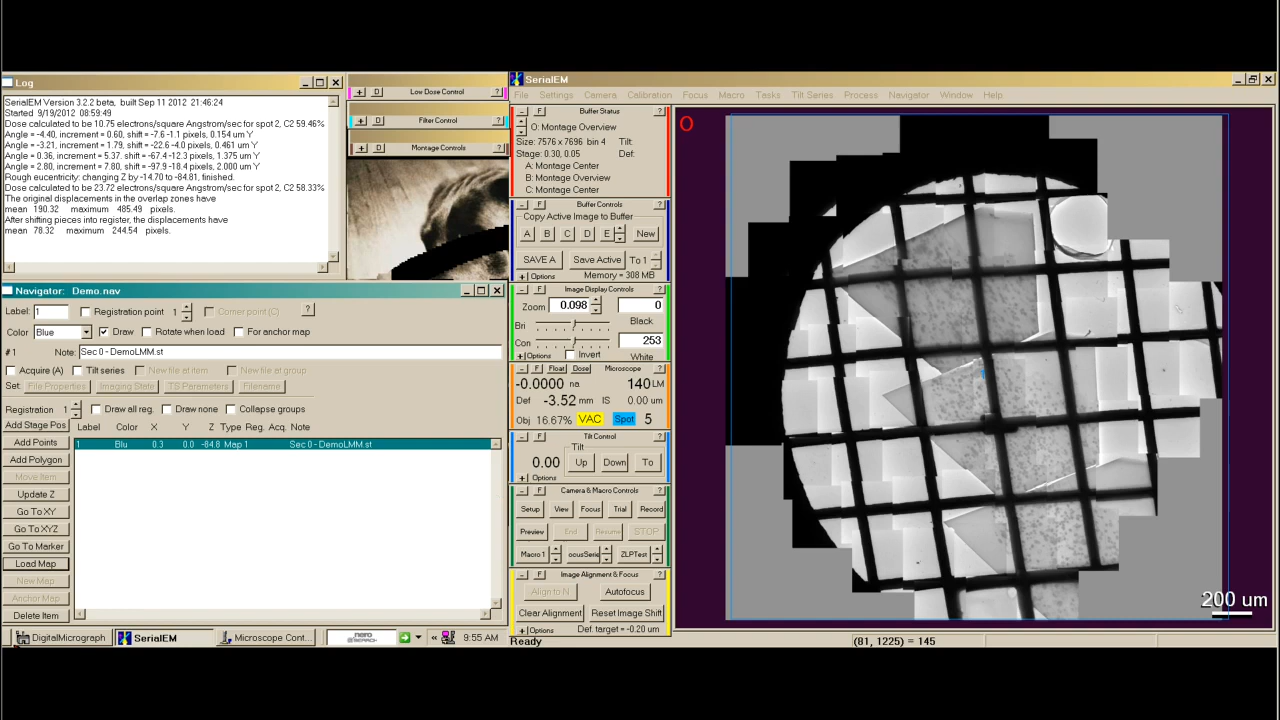 Log
SerialEM Version 3.2.2 beta, built Sep 11 2012 21:46:24
Started 9/19/2012 08:59:49
Dose calculated to be 10.75 electrons/square Angstrom/sec for spot 2, C2 59.46%
Angle = -4.40, increment = 0.60, shift = -7.6 -1.1 pixels, 0.154 um 'Y'
Angle = -3.21, increment = 1.79, shift = -22.6 -4.0 pixels, 0.461 um 'Y'
Angle = 0.36, increment = 5.37, shift = -67.4 -12.3 pixels, 1.375 um 'Y'
Angle = 2.80, increment = 7.80, shift = -97.9 -18.4 pixels, 2.000 um 'Y'
Rough eucentricity: changing Z by -14.70 to -84.81, finished.
Dose calculated to be 23.72 electrons/square Angstrom/sec for spot 2, C2 58.33%
The original displacements in the overlap zones have
mean 190.32 maximum 485.49 pixels.
After shifting pieces into register, the displacements have
mean 78.32 maximum 244.54 pixels.
+ D Low Dose Control ?
+ D Filter Control ?
+ D Montage Controls ?
Navigator: Demo.nav
Label: 1 Registration point 1 Corner point (C) ?
Color Blue Draw Rotate when load For anchor map
#1 Note: Sec 0 - DemoLMM.st
Acquire (A) Tilt series New file at item New file at group
Set: File Properties Imaging State TS Parameters Filename
Registration 1 Draw all reg. Draw none Collapse groups
Add Stage Pos
Label Color X Y Z Type Reg. Acq. Note
Add Points
1 Blu 0.3 0.0 -84.8 Map 1 Sec 0 - DemoLMM.st
Add Polygon
Move Item
Update Z
Go To XY
Go To XYZ
Go To Marker
Load Map
New Map
Anchor Map
Delete Item
DigitalMicrograph SerialEM Microscope Cont... nero SEARCH « 9:55 AM
SerialEM
File Settings Camera Calibration Focus Macro Tasks Tilt Series Process Navigator Window Help
- F Buffer Status ?
O: Montage Overview
Size: 7576 x 7696 bin 4 Tilt:
Stage: 0.30, 0.05 Def:
A: Montage Center
B: Montage Overview
C: Montage Center
- F Buffer Controls ?
Copy Active Image to Buffer
A B C D E New
SAVE A Save Active To 1
+ Options Memory = 308 MB
- F Image Display Controls ?
Zoom 0.098 0
Bri Black
Con 253
+ Options Invert White
- F Float Dose Microscope ?
-0.0000 na 140 LM
Def -3.52 mm IS 0.00 um
Obj 16.67% VAC Spot 5
- F Tilt Control ?
Tilt
0.00 Up Down To
+ Options
- F Camera & Macro Controls ?
Setup View Focus Trial Record
Preview End Resume STOP
Macro 1 ocusSerie ZLPTest
- F Image Alignment & Focus ?
Align to N Autofocus
Clear Alignment Reset Image Shift
+ Options Def. target = -0.20 um
Ready (81, 1225) = 145
O
200 um